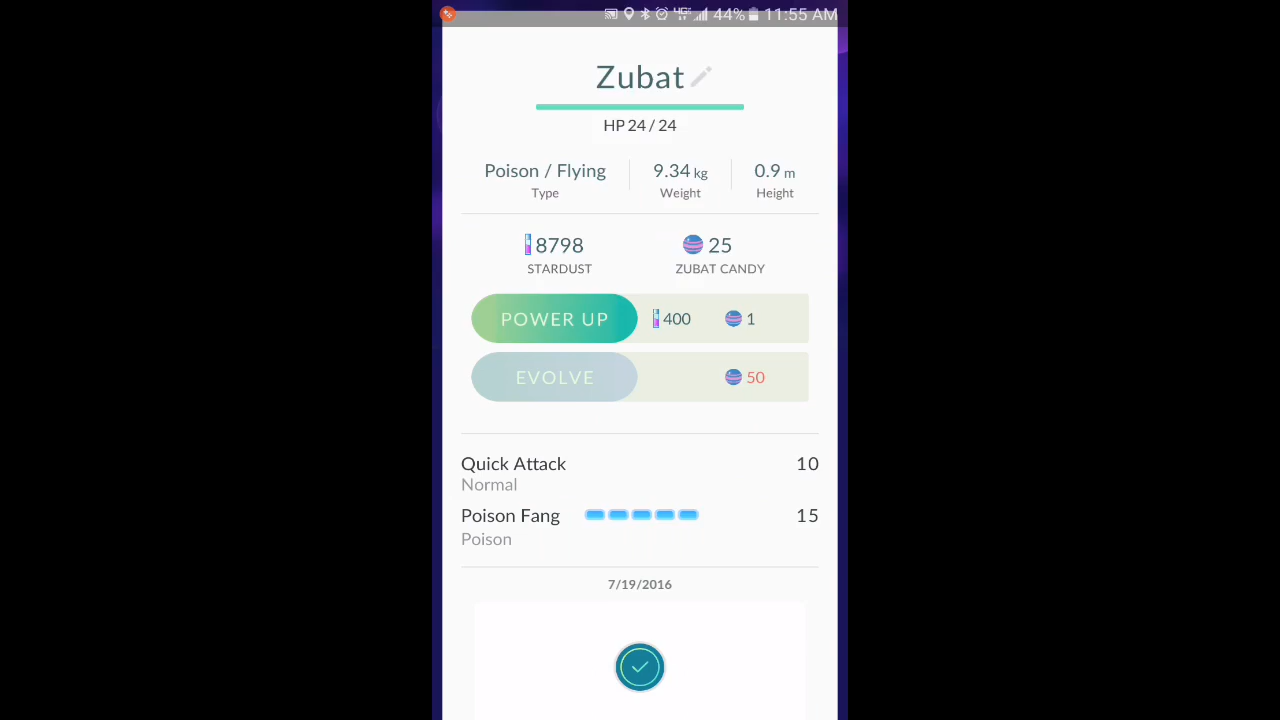 44% 11:55 AM
Zubat
HP 24 / 24
Poison / Flying 9.34 kg 0.9 m
Type Weight Height
8798 25
STARDUST ZUBAT CANDY
POWER UP 400 1
EVOLVE 50
Quick Attack 10
Normal
Poison Fang 15
Poison
7/19/2016